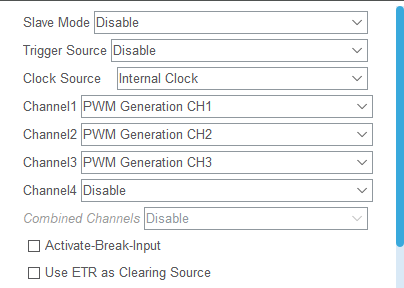 Slave Mode Disable
Trigger Source Disable
Clock Source Internal Clock
Channel1 PWM Generation CH1
Channel2 PWM Generation CH2
Channel3 PWM Generation CH3
Channel4 Disable
Combined Channels Disable
Activate-Break-Input
Use ETR as Clearing Source